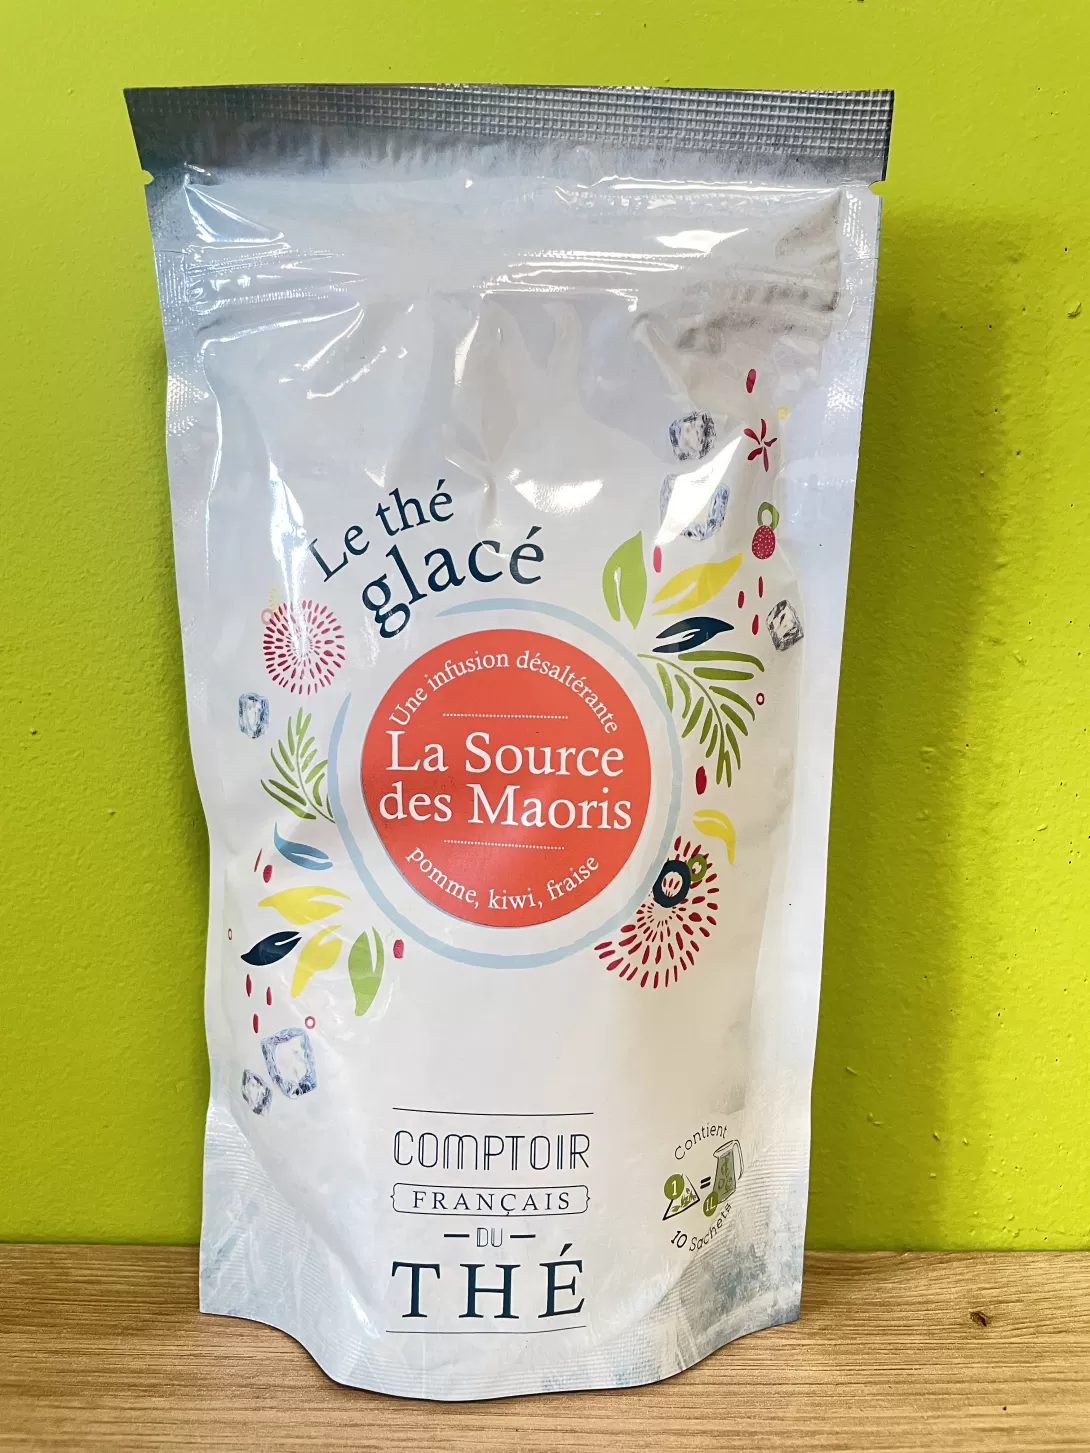 Le thé
glacé
Une infusion désaltérante
La Source
des Maoris
pomme, kiwi, fraise
COMPTOIR
FRANÇAIS
DU
THÉ
Contient
1 = 1L
10 Sachets